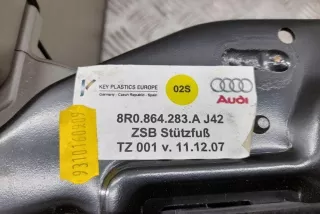 KEY PLASTICS EUROPE
Germany - Czech Republic - Spain
02S
Audi
8R0.864.283.A J42
ZSB Stützfuß
TZ 001 v. 11.12.07
9310160809